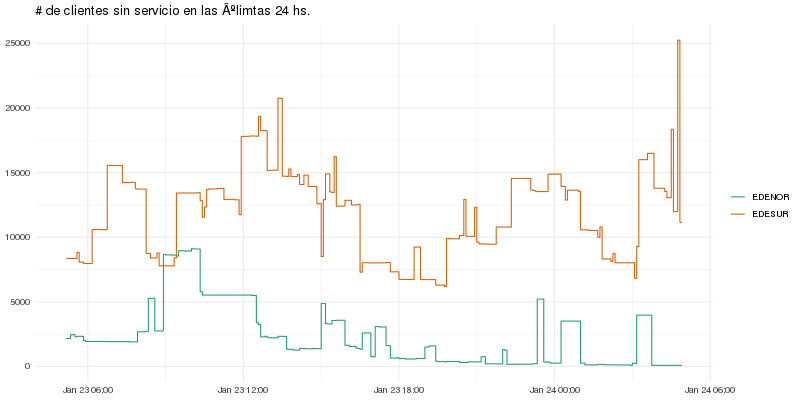 # de clientes sin servicio en las Ãºlimtas 24 hs.
25000
20000
15000
10000
5000
0
EDENOR
EDESUR
Jan 23 06:00
Jan 23 12:00
Jan 23 18:00
Jan 24 00:00
Jan 24 06:00